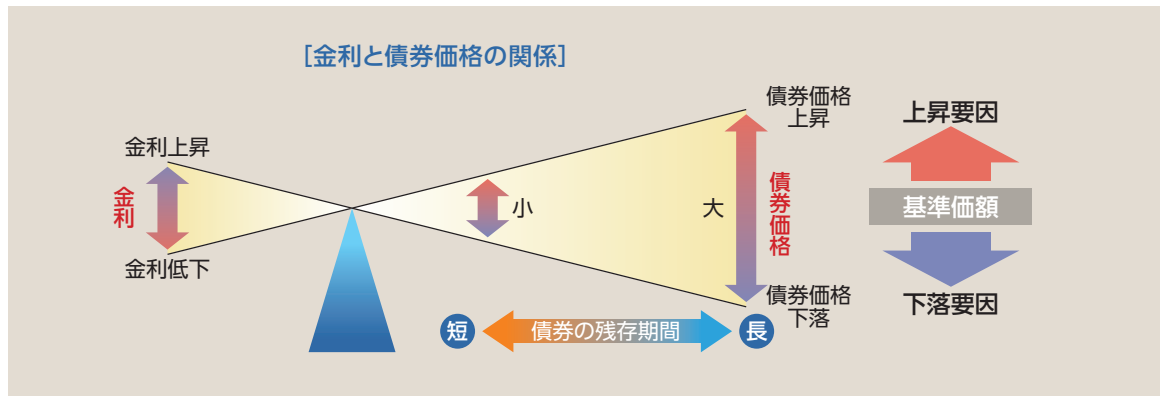 [金利と債券価格の関係]
金利上昇
金利
金利低下
小
大
債券価格
上昇
債券価格
債券価格
下落
短
債券の残存期間
長
上昇要因
基準価額
下落要因